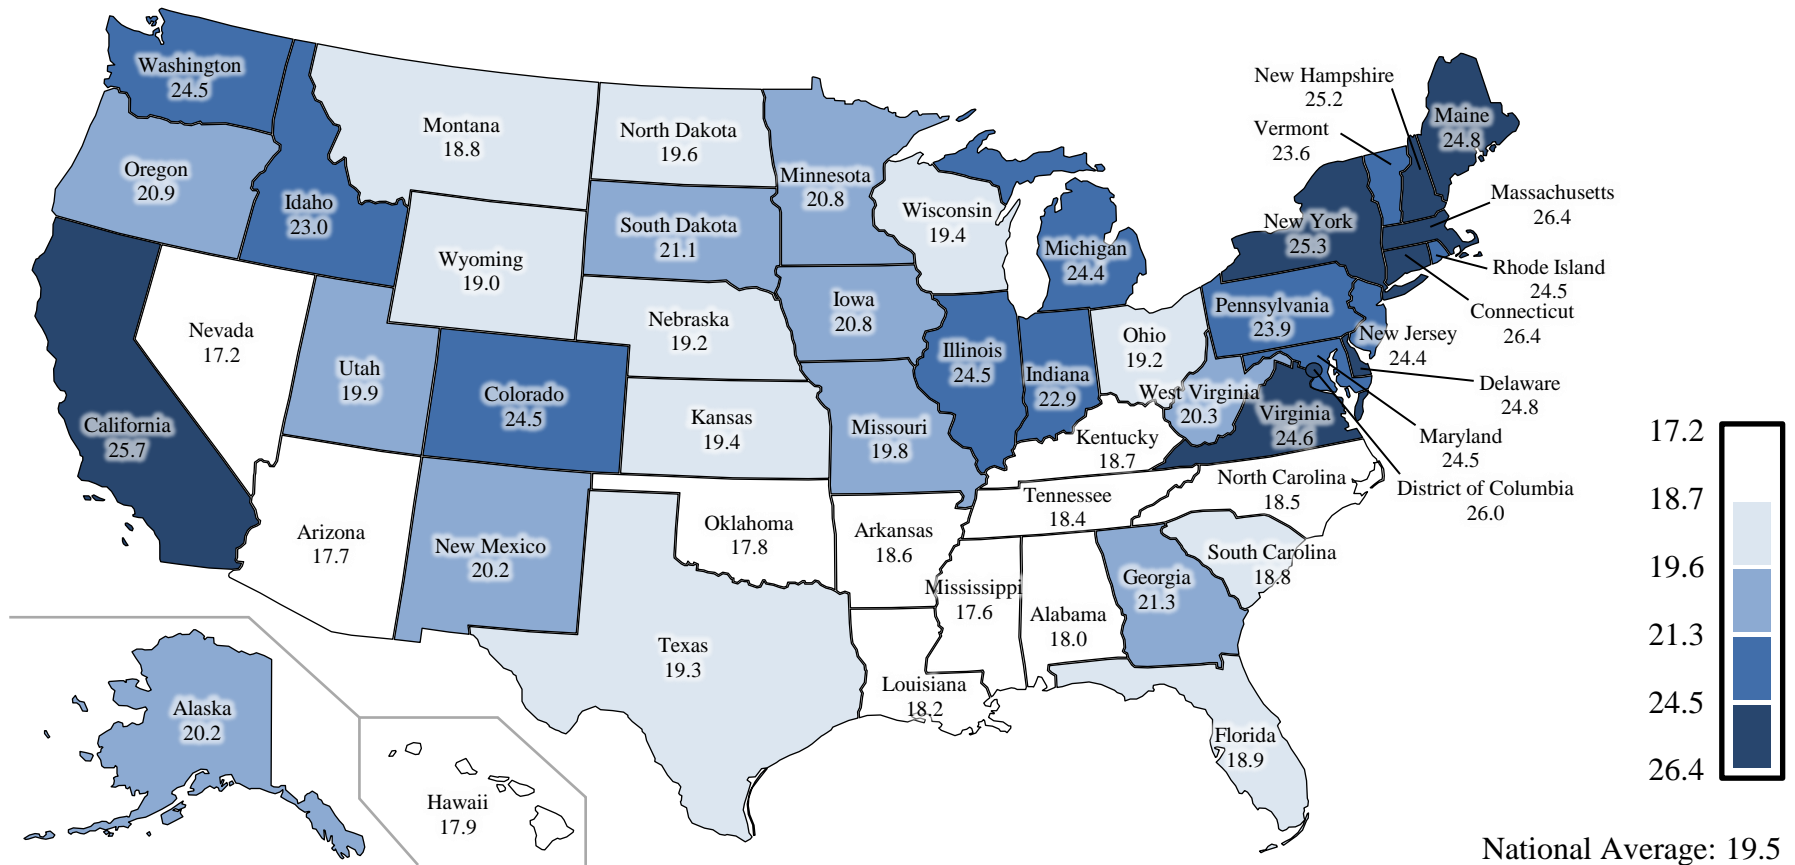 Washington
24.5
Oregon
20.9
California
25.7
Idaho
23.0
Nevada
17.2
Montana
18.8
Wyoming
19.0
Utah
19.9
Colorado
24.5
Arizona
17.7
New Mexico
20.2
North Dakota
19.6
South Dakota
21.1
Nebraska
19.2
Kansas
19.4
Oklahoma
17.8
Texas
19.3
Minnesota
20.8
Iowa
20.8
Missouri
19.8
Arkansas
18.6
Louisiana
18.2
Wisconsin
19.4
Illinois
24.5
Michigan
24.4
Indiana
22.9
Ohio
19.2
Kentucky
18.7
Tennessee
18.4
Mississippi
17.6
Alabama
18.0
Georgia
21.3
Florida
18.9
South Carolina
18.8
North Carolina
18.5
West Virginia
20.3
Virginia
24.6
Pennsylvania
23.9
New York
25.3
Vermont
23.6
New Hampshire
25.2
Maine
24.8
Massachusetts
26.4
Rhode Island
24.5
Connecticut
26.4
New Jersey
24.4
Delaware
24.8
Maryland
24.5
District of Columbia
26.0
Alaska
20.2
Hawaii
17.9
17.2
18.7
19.6
21.3
24.5
26.4
National Average: 19.5